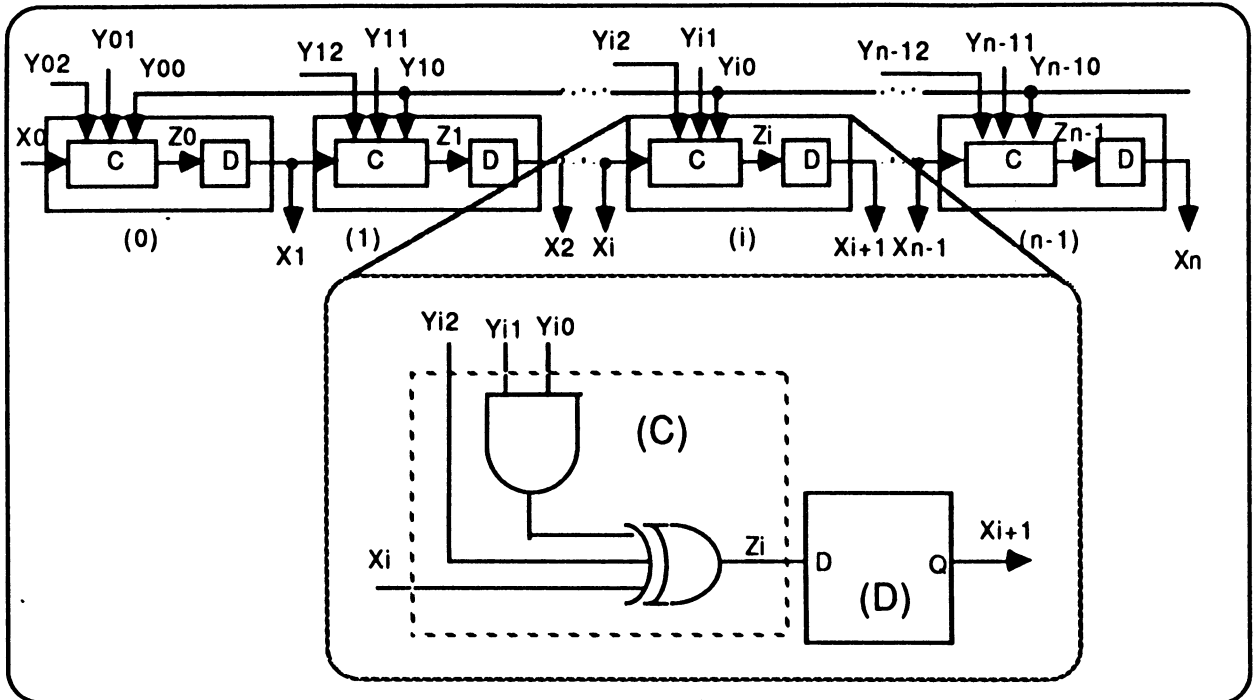 Y02 Y01 Y00 Y12 Y11 Y10 Yi2 Yi1 Yi0 Yn-12 Yn-11 Yn-10
X0 C Z0 D C Z1 D C Zi D C Zn-1 D
(0) X1 (1) X2 Xi (i) Xi+1 Xn-1 (n-1) Xn
Yi2 Yi1 Yi0
(C)
Xi Zi D Q Xi+1
(D)